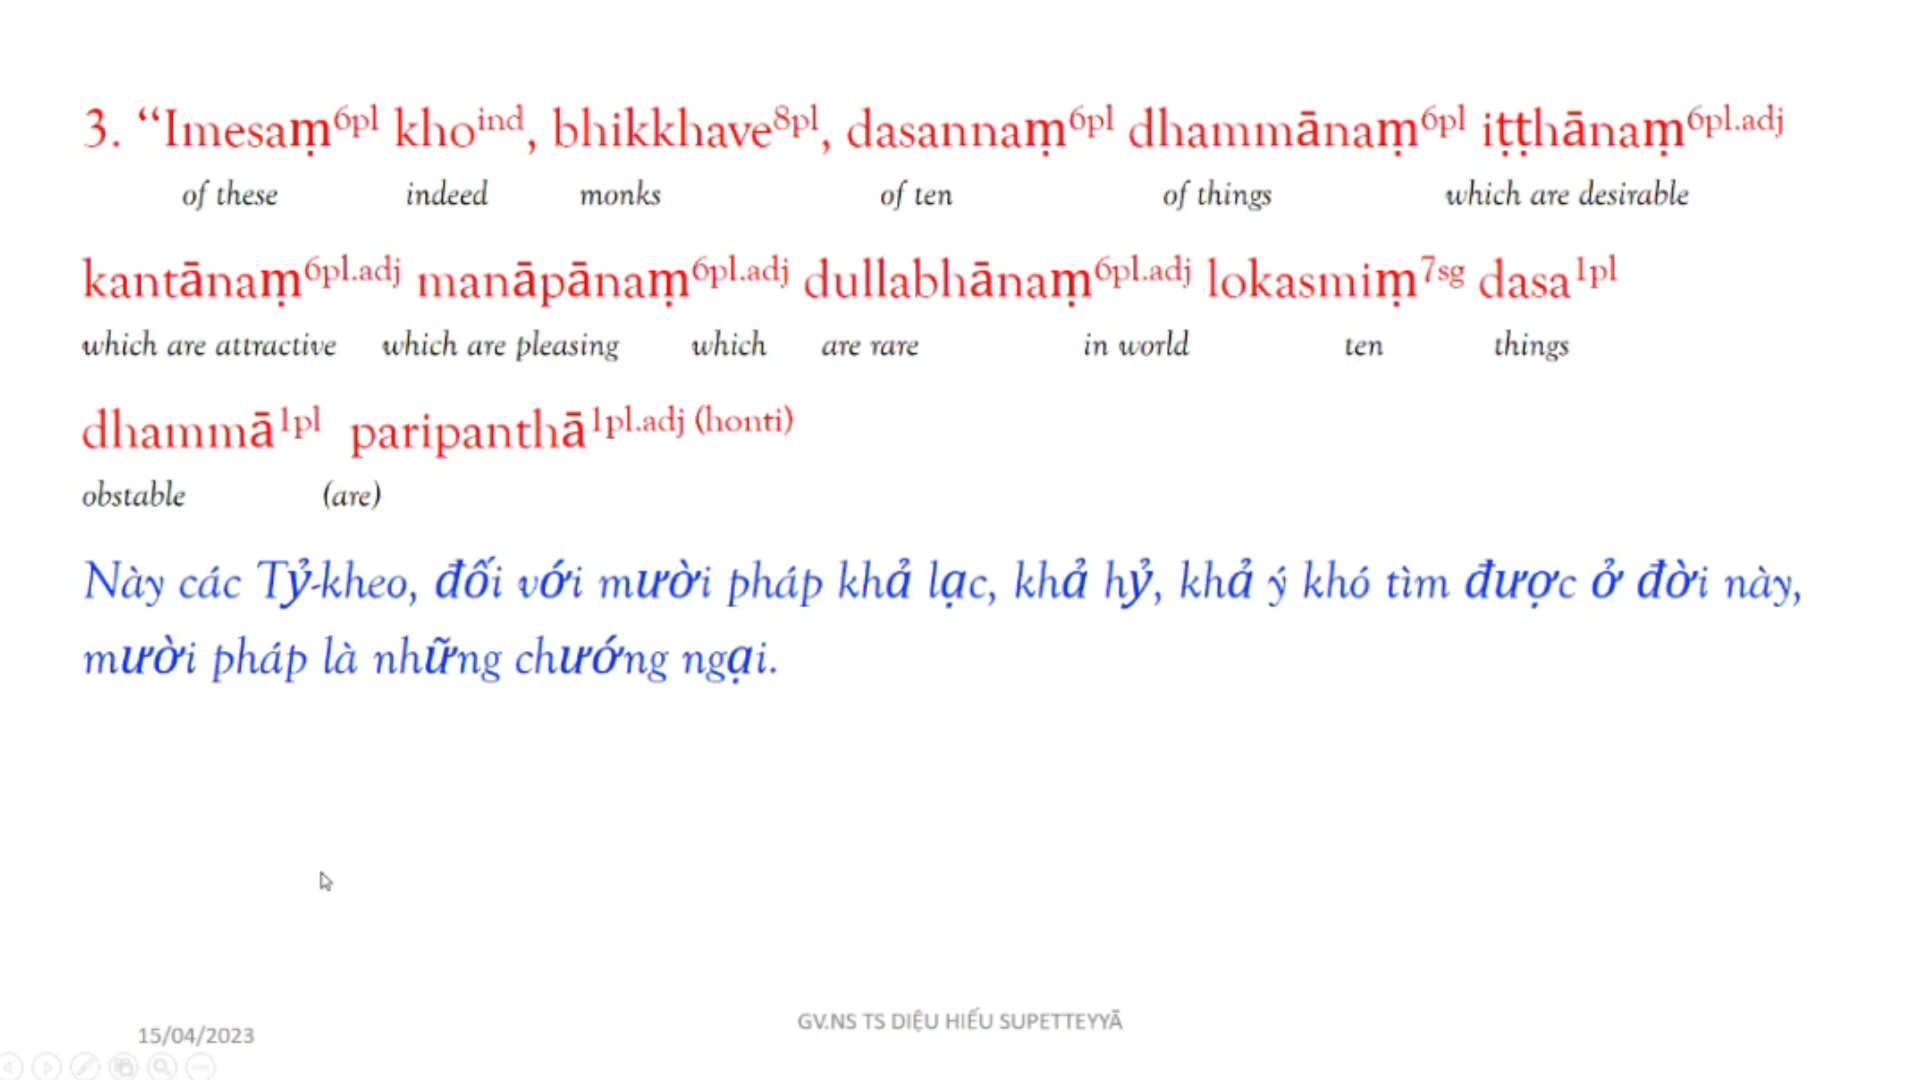 3. “Imesaṃ6pl khoind, bhikkhave8pl, dasannaṃ6pl dhammānaṃ6pl iṭṭhānaṃ6pl.adj
of these indeed monks of ten of things which are desirable
kantānaṃ6pl.adj manāpānaṃ6pl.adj dullabhānaṃ6pl.adj lokasmiṃ7sg dasa1pl
which are attractive which are pleasing which are rare in world ten things
dhammā1pl paripanthā1pl.adj (honti)
obstable (are)
Này các Tỷ-kheo, đối với mười pháp khả lạc, khả hỷ, khả ý khó tìm được ở đời này,
mười pháp là những chướng ngại.
GV.NS TS DIỆU HIẾU SUPETTEYYĀ
15/04/2023